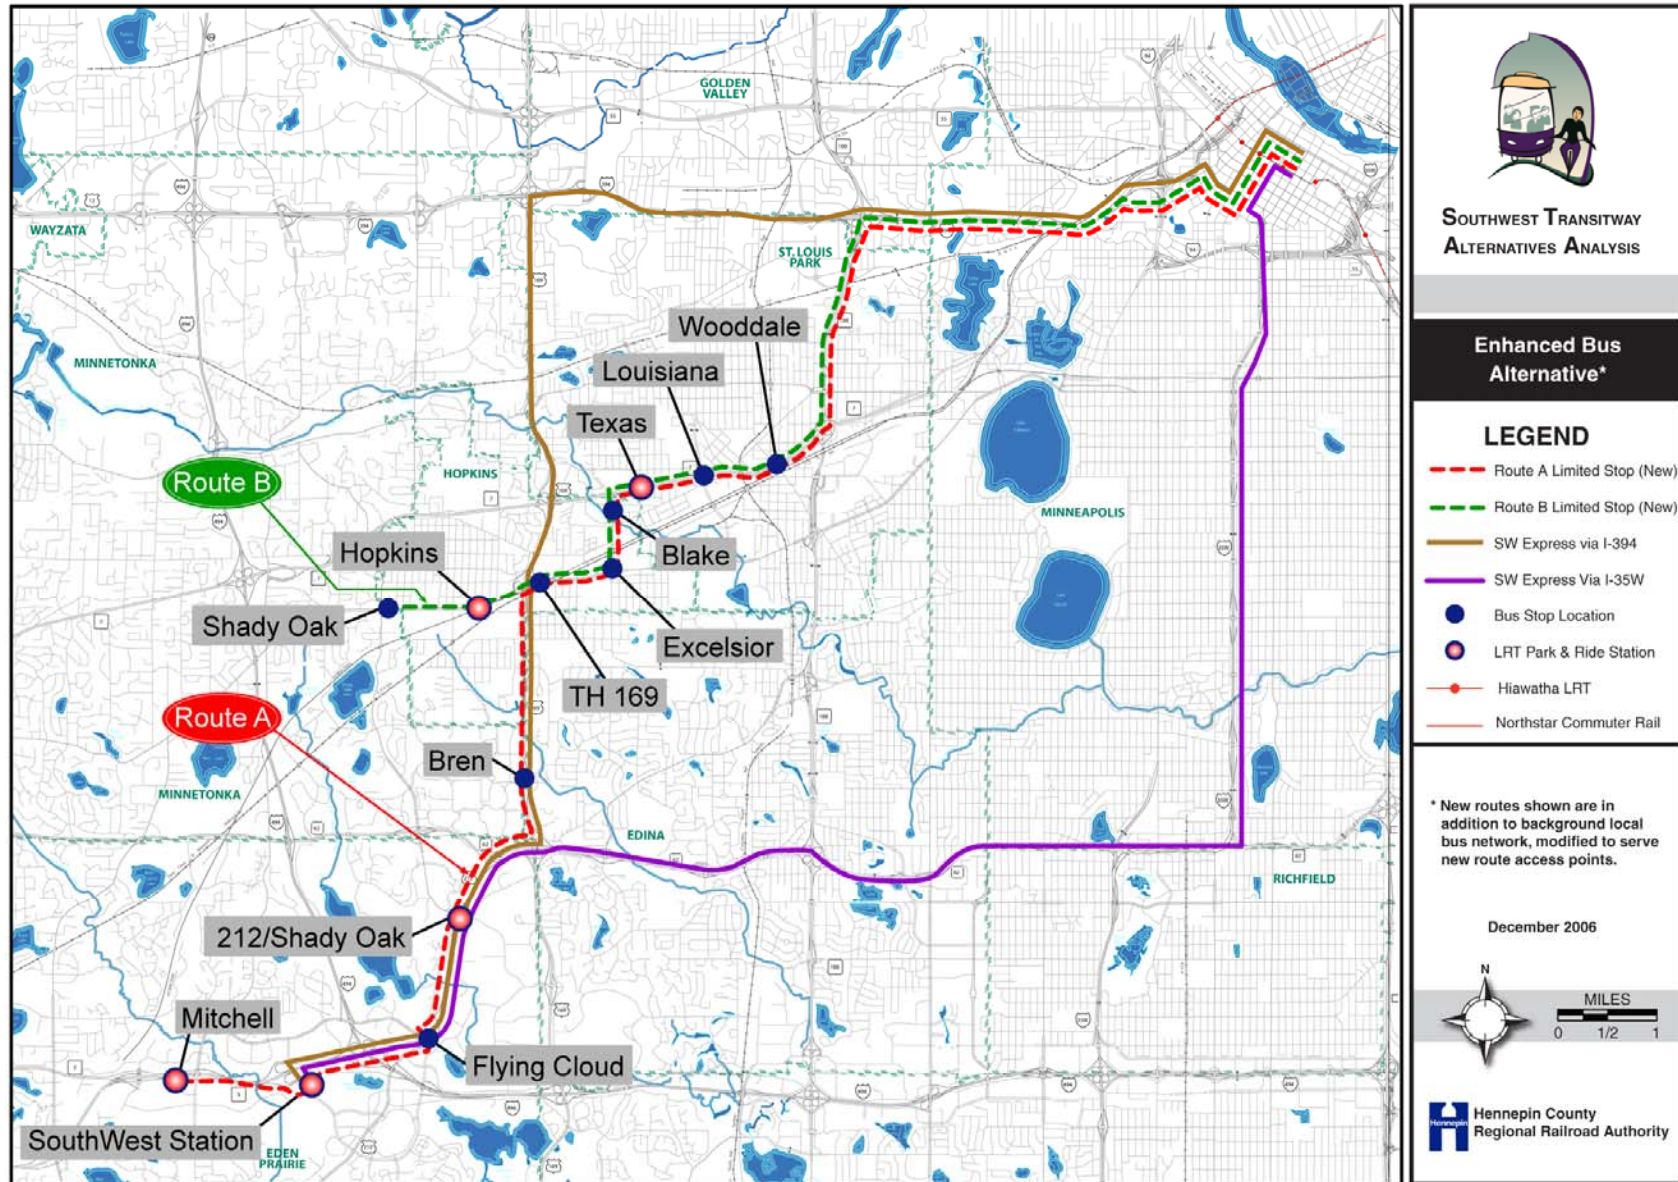 GOLDEN
VALLEY
WAYZATA
ST. LOUIS
PARK
MINNETONKA
Wooddale
Louisiana
Texas
HOPKINS
Route B
MINNEAPOLIS
Hopkins
Blake
Shady Oak
Excelsior
TH 169
Route A
Bren
MINNETONKA
EDINA
RICHFIELD
212/Shady Oak
Mitchell
Flying Cloud
SouthWest Station
EDEN
PRAIRIE
SOUTHWEST TRANSITWAY
ALTERNATIVES ANALYSIS
Enhanced Bus
Alternative*
LEGEND
Route A Limited Stop (New)
Route B Limited Stop (New)
SW Express via I-394
SW Express Via I-35W
Bus Stop Location
LRT Park & Ride Station
Hiawatha LRT
Northstar Commuter Rail
* New routes shown are in
addition to background local
bus network, modified to serve
new route access points.
December 2006
N
MILES
0 1/2 1
Hennepin
Hennepin County
Regional Railroad Authority